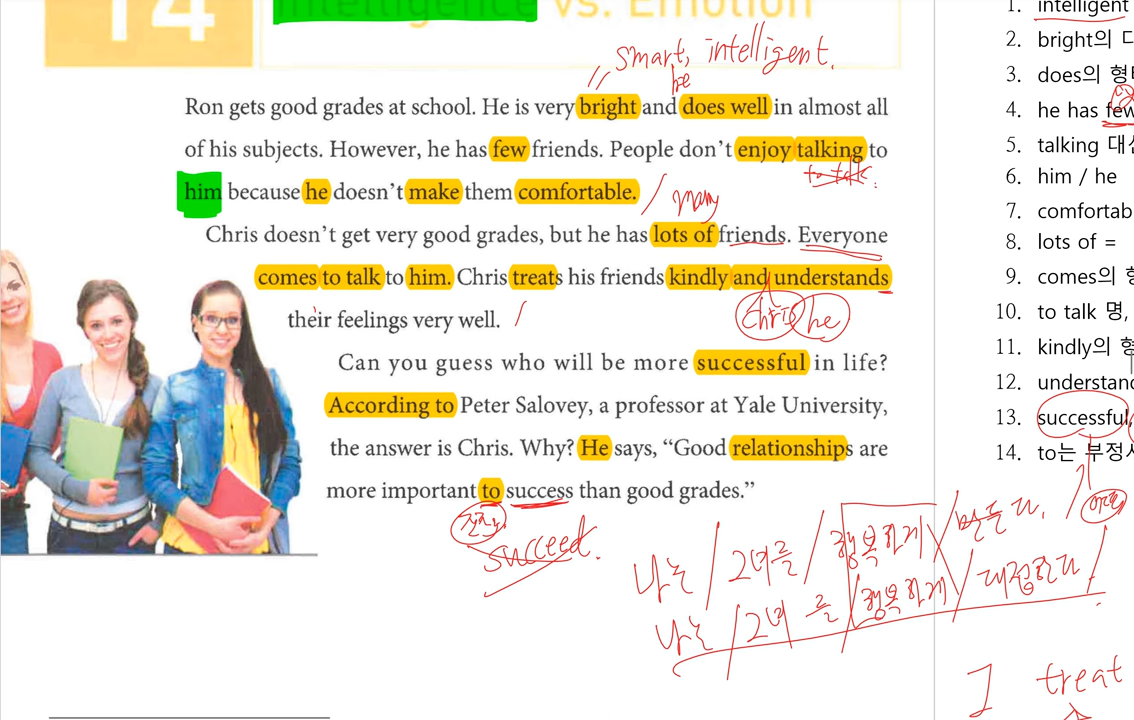 14
Intelligence vs. Emotion
smart, intelligent.
he
Ron gets good grades at school. He is very bright and does well in almost all
of his subjects. However, he has few friends. People don't enjoy talking to
to talk.
him because he doesn't make them comfortable.
many
Chris doesn't get very good grades, but he has lots of friends. Everyone
comes to talk to him. Chris treats his friends kindly and understands
Chris he
their feelings very well.
Can you guess who will be more successful in life?
According to Peter Salovey, a professor at Yale University,
the answer is Chris. Why? He says, “Good relationships are
more important to success than good grades.”
succeed.
나는 / 그녀를 / 행복하게 / 만든다.
나는 / 그녀를 / 행복하게 / 대접한다
I treat
1. intelligent
2. bright의
3. does의 형
4. he has few
5. talking 대신
6. him / he
7. comfortab
8. lots of =
9. comes의
10. to talk 명,
11. kindly의 형
12. understand
13. successful,
14. to는 부정사